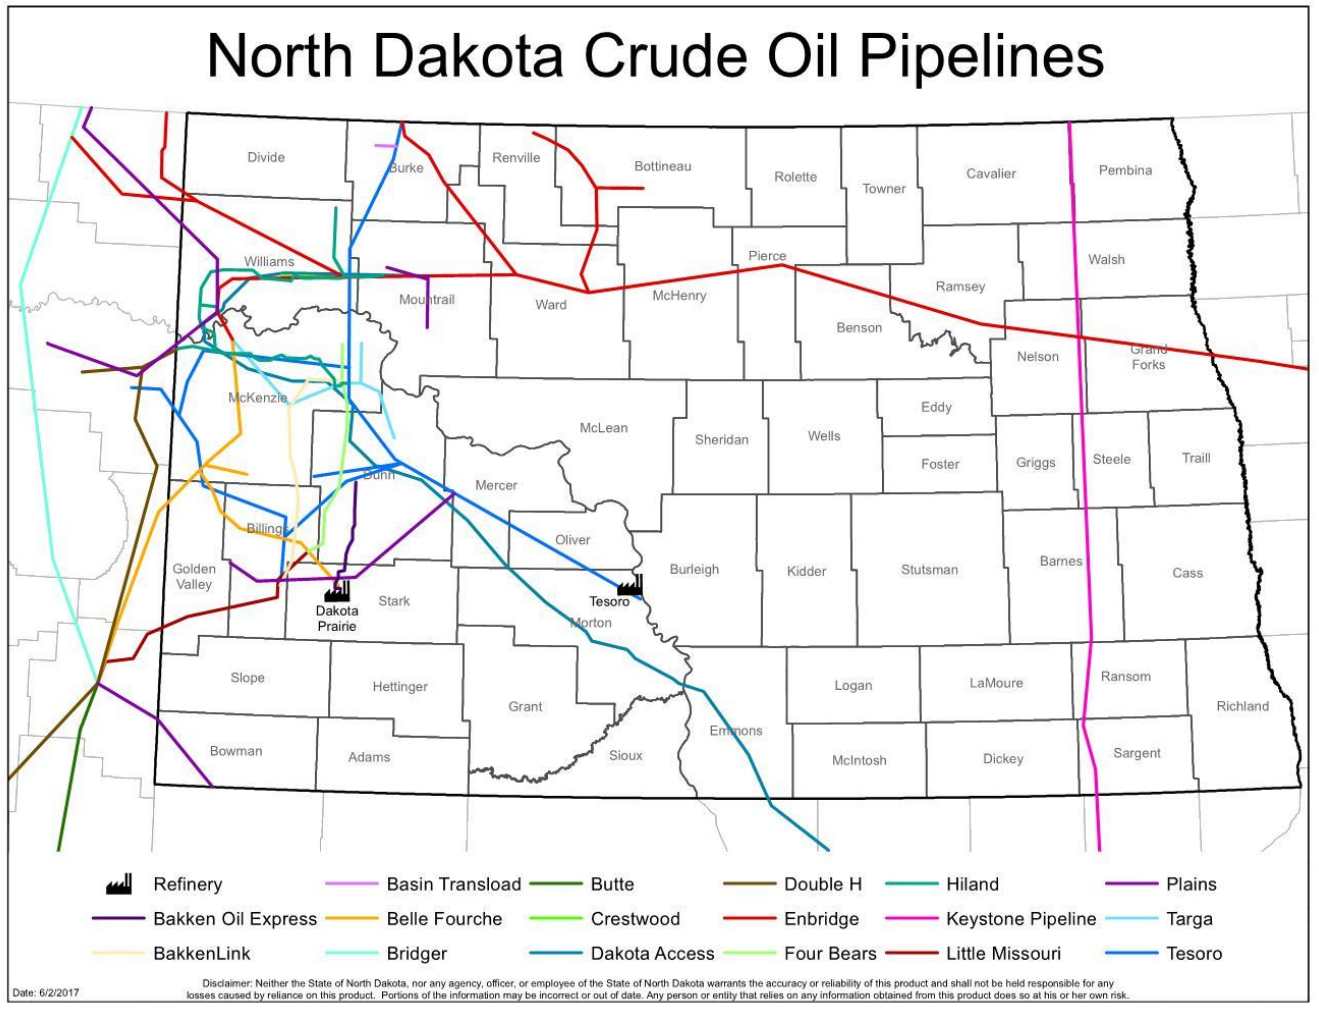 North Dakota Crude Oil Pipelines
Divide
Burke
Renville
Bottineau
Rolette
Towner
Cavalier
Pembina
Williams
Mountrail
Ward
McHenry
Pierce
Benson
Ramsey
Walsh
Nelson
Grand
Forks
McKenzie
McLean
Sheridan
Wells
Eddy
Foster
Griggs
Steele
Traill
Dunn
Mercer
Oliver
Billings
Golden
Valley
Stark
Dakota
Prairie
Tesoro
Morton
Burleigh
Kidder
Stutsman
Barnes
Cass
Slope
Hettinger
Grant
Sioux
Emmons
Logan
LaMoure
Ransom
Richland
Bowman
Adams
McIntosh
Dickey
Sargent
Refinery
Basin Transload
Butte
Double H
Hiland
Plains
Bakken Oil Express
Belle Fourche
Crestwood
Enbridge
Keystone Pipeline
Targa
BakkenLink
Bridger
Dakota Access
Four Bears
Little Missouri
Tesoro
Date: 6/2/2017
Disclaimer: Neither the State of North Dakota, nor any agency, officer, or employee of the State of North Dakota warrants the accuracy or reliability of this product and shall not be held responsible for any
losses caused by reliance on this product. Portions of the information may be incorrect or out of date. Any person or entity that relies on any information obtained from this product does so at his or her own risk.